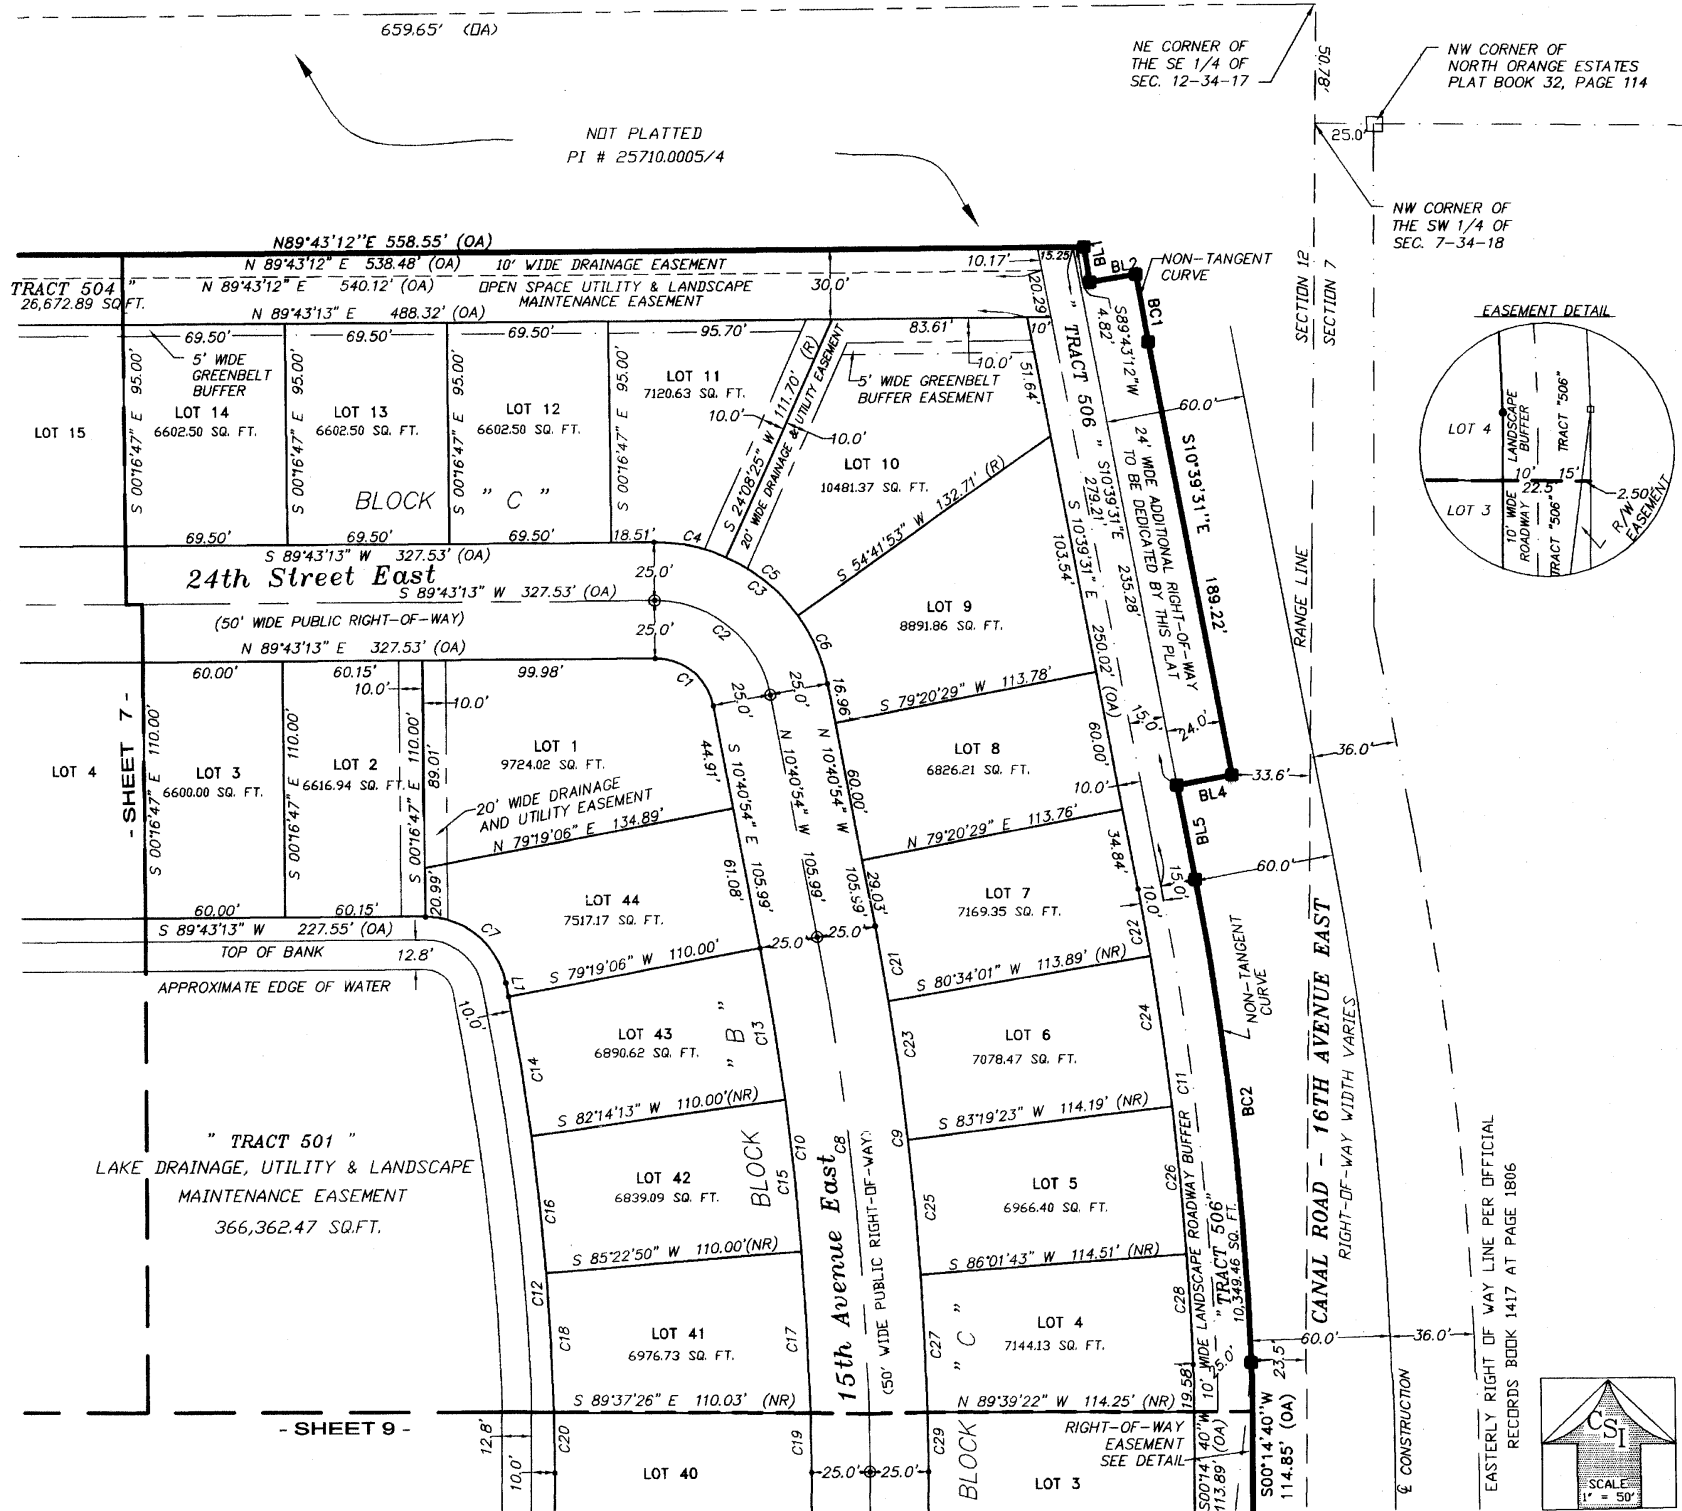 659.65' (OA)
NE CORNER OF
THE SE 1/4 OF
SEC. 12-34-17
50.78'
NW CORNER OF
NORTH ORANGE ESTATES
PLAT BOOK 32, PAGE 114
25.0'
NOT PLATTED
PI # 25710.0005/4
NW CORNER OF
THE SW 1/4 OF
SEC. 7-34-18
SECTION 12
SECTION 7
N89°43'12"E 558.55' (OA)
N 89°43'12" E 538.48' (OA) 10' WIDE DRAINAGE EASEMENT
N 89°43'12" E 540.12' (OA) OPEN SPACE UTILITY & LANDSCAPE
MAINTENANCE EASEMENT
N 89°43'13" E 488.32' (OA)
TRACT 504 "
26,672.89 SQ.FT.
30.0'
10.17'
15.25'
20.29'
10'
BL1
BL2
NON-TANGENT
CURVE
BC1
S89°43'12"W
4.82'
69.50'
69.50'
69.50'
95.70'
83.61'
10.0'
5' WIDE
GREENBELT
BUFFER
5' WIDE GREENBELT
BUFFER EASEMENT
S 00°16'47" E 95.00'
S 00°16'47" E 95.00'
S 00°16'47" E 95.00'
S 00°16'47" E 95.00'
LOT 15
LOT 14
6602.50 SQ. FT.
LOT 13
6602.50 SQ. FT.
LOT 12
6602.50 SQ. FT.
LOT 11
7120.63 SQ. FT.
10.0'
10.0'
S 24°08'25" W 111.70' (R)
20' WIDE DRAINAGE & UTILITY EASEMENT
LOT 10
10481.37 SQ. FT.
BLOCK " C "
69.50'
69.50'
69.50'
18.51'
C4
C5
C3
C6
S 54°41'53" W 132.71' (R)
51.64'
103.54'
S 10°39'31" E 250.02' (OA)
" TRACT 506 "
S10°39'31"E
279.21'
235.28'
24' WIDE ADDITIONAL RIGHT-OF-WAY
TO BE DEDICATED BY THIS PLAT
60.0'
S10°39'31"E 189.22'
RANGE LINE
EASEMENT DETAIL
LOT 4
10' WIDE LANDSCAPE
ROADWAY BUFFER
TRACT "506"
10' 15'
22.5'
2.50'
R/W
EASEMENT
LOT 3
TRACT "506"
S 89°43'13" W 327.53' (OA)
24th Street East
S 89°43'13" W 327.53' (OA)
(50' WIDE PUBLIC RIGHT-OF-WAY)
N 89°43'13" E 327.53' (OA)
25.0'
25.0'
C2
C1
25.0'
25.0'
16.96'
LOT 9
8891.86 SQ. FT.
S 79°20'29" W 113.78'
60.00'
15.0'
24.0'
36.0'
33.6'
BL4
BL5
60.0'
- SHEET 7 -
60.00'
60.15'
99.98'
10.0'
10.0'
S 00°16'47" E 110.00'
S 00°16'47" E 110.00'
S 00°16'47" E 110.00'
89.01'
20.99'
LOT 4
LOT 3
6600.00 SQ. FT.
LOT 2
6616.94 SQ. FT.
LOT 1
9724.02 SQ. FT.
20' WIDE DRAINAGE
AND UTILITY EASEMENT
N 79°19'06" E 134.89'
44.91'
S 10°40'54" E 105.99'
61.08'
N 10°40'54" W 105.99'
N 10°40'54" W 105.99'
60.00'
29.03'
LOT 8
6826.21 SQ. FT.
10.0'
N 79°20'29" E 113.76'
34.84'
10.0'
15.0'
LOT 44
7517.17 SQ. FT.
LOT 7
7169.35 SQ. FT.
60.00'
60.15'
S 89°43'13" W 227.55' (OA)
TOP OF BANK
12.8'
APPROXIMATE EDGE OF WATER
C7
L1
10.0'
S 79°19'06" W 110.00'
25.0'
25.0'
C21
C22
S 80°34'01" W 113.89' (NR)
NON-TANGENT
CURVE
LOT 43
6890.62 SQ. FT.
" B "
C13
C14
C23
C24
LOT 6
7078.47 SQ. FT.
C11
BC2
S 82°14'13" W 110.00'(NR)
S 83°19'23" W 114.19' (NR)
" TRACT 501 "
LAKE DRAINAGE, UTILITY & LANDSCAPE
MAINTENANCE EASEMENT
366,362.47 SQ.FT.
LOT 42
6839.09 SQ. FT.
BLOCK
C10
C15
C16
C8
C9
C25
C26
LOT 5
6966.40 SQ. FT.
S 85°22'50" W 110.00'(NR)
S 86°01'43" W 114.51' (NR)
15th Avenue East
(50' WIDE PUBLIC RIGHT-OF-WAY)
10' WIDE LANDSCAPE ROADWAY BUFFER
"TRACT 506"
10,349.46 SQ. FT.
CANAL ROAD - 16TH AVENUE EAST
RIGHT-OF-WAY WIDTH VARIES
EASTERLY RIGHT OF WAY LINE PER OFFICIAL
RECORDS BOOK 1417 AT PAGE 1806
C12
C18
C17
C27
C28
LOT 41
6976.73 SQ. FT.
LOT 4
7144.13 SQ. FT.
" C "
BLOCK
60.0'
36.0'
23.5'
19.58'
S 89°37'26" E 110.03' (NR)
N 89°39'22" W 114.25' (NR)
- SHEET 9 -
12.8'
10.0'
C20
C19
C29
LOT 40
25.0'
25.0'
RIGHT-OF-WAY
EASEMENT
SEE DETAIL
LOT 3
S00°14'40"W
113.89' (OA)
S00°14'40"W
114.85' (OA)
℄ CONSTRUCTION
CSI
SCALE
1" = 50'